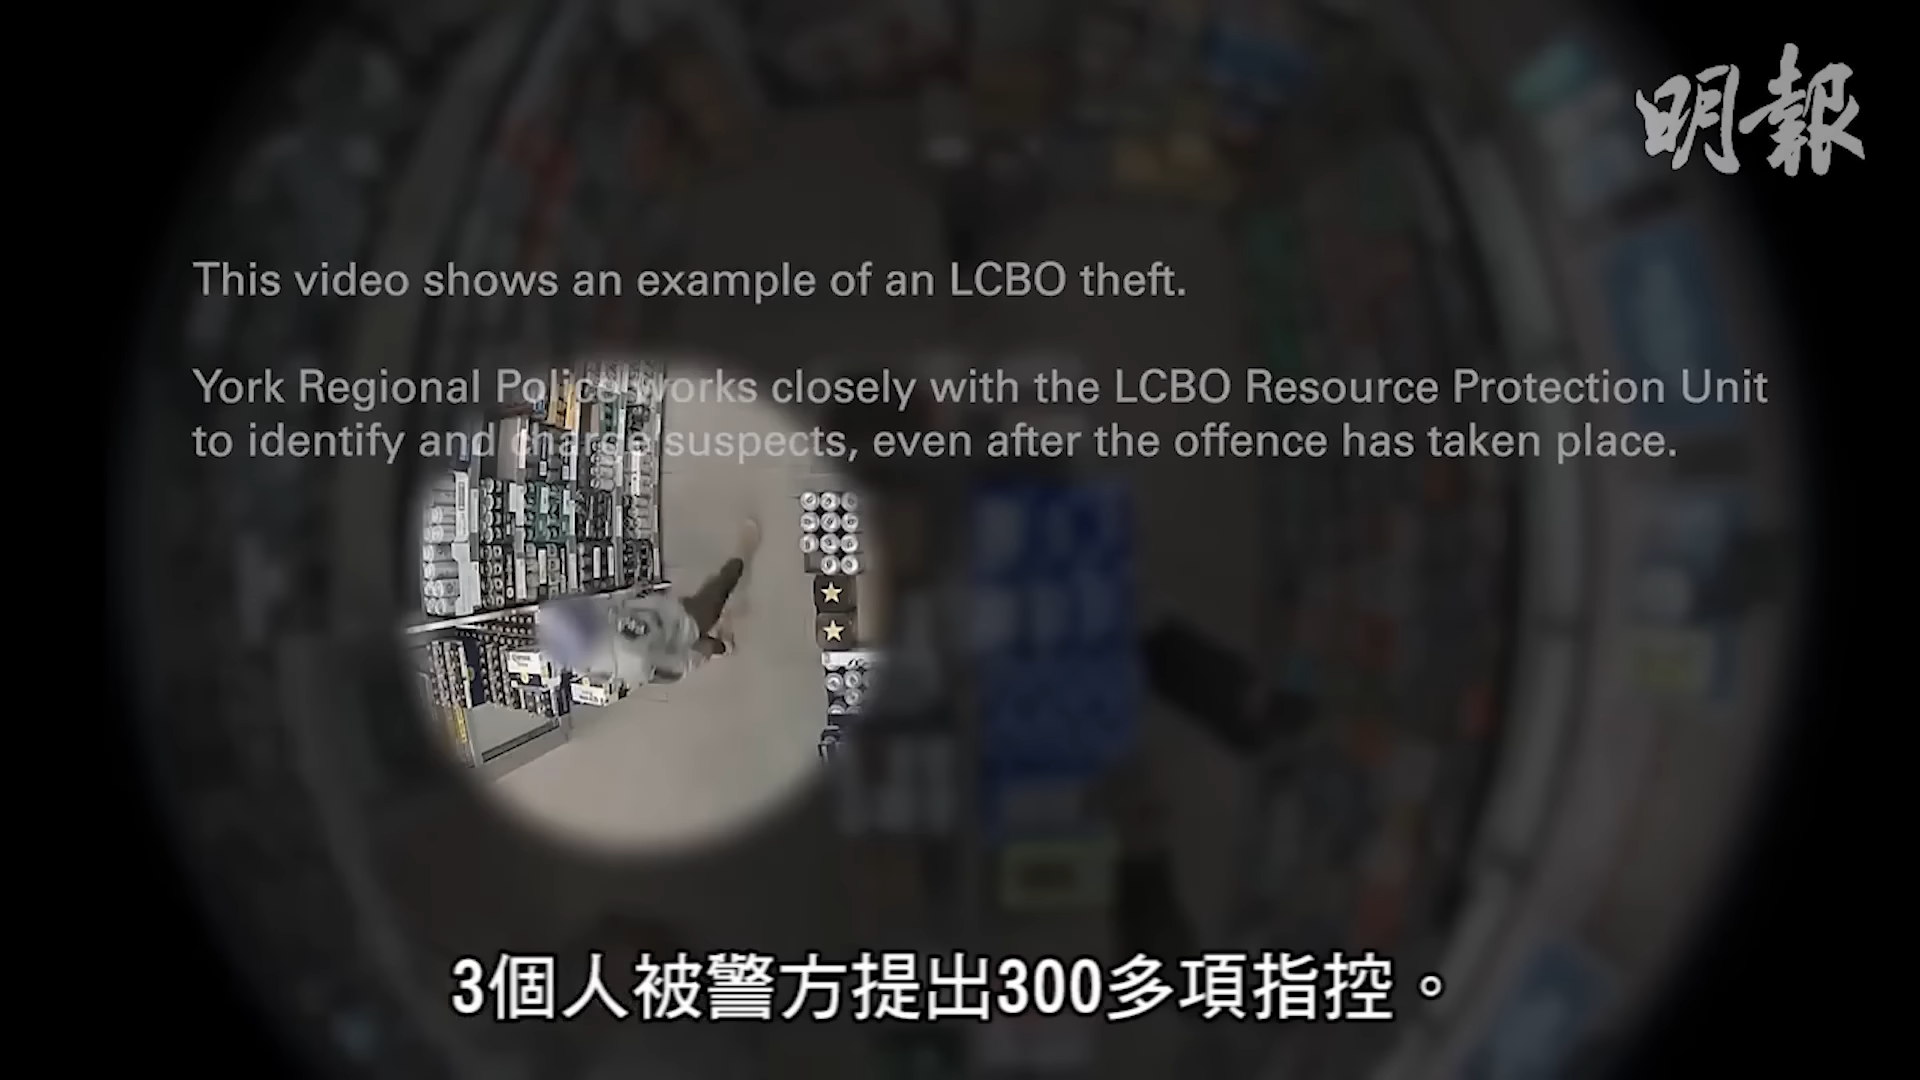 明報
This video shows an example of an LCBO theft.
York Regional Police works closely with the LCBO Resource Protection Unit
to identify and charge suspects, even after the offence has taken place.
3個人被警方提出300多項指控。